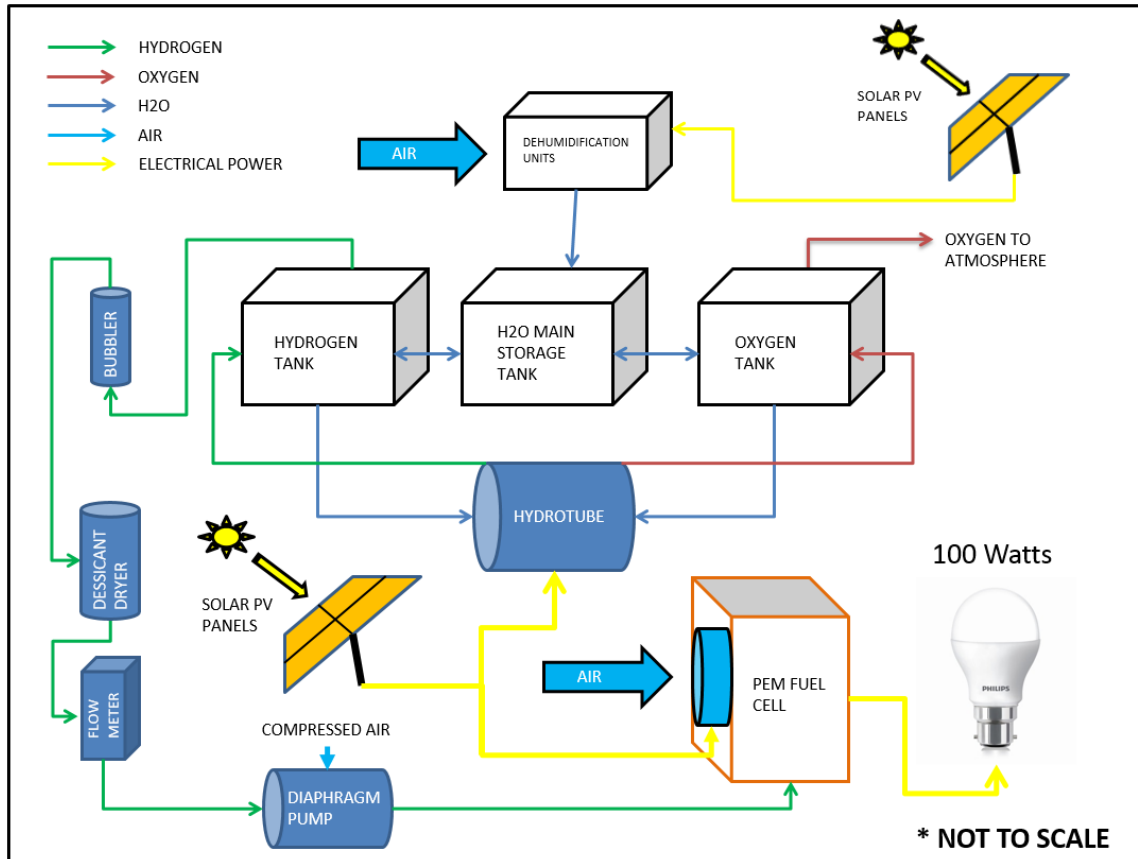 HYDROGEN
OXYGEN
H2O
AIR
ELECTRICAL POWER
SOLAR PV
PANELS
AIR
DEHUMIDIFICATION
UNITS
OXYGEN TO
ATMOSPHERE
BUBBLER
HYDROGEN
TANK
H2O MAIN
STORAGE
TANK
OXYGEN
TANK
HYDROTUBE
DESSICANT
DRYER
SOLAR PV
PANELS
100 Watts
PHILIPS
AIR
PEM FUEL
CELL
FLOW
METER
COMPRESSED AIR
DIAPHRAGM
PUMP
* NOT TO SCALE